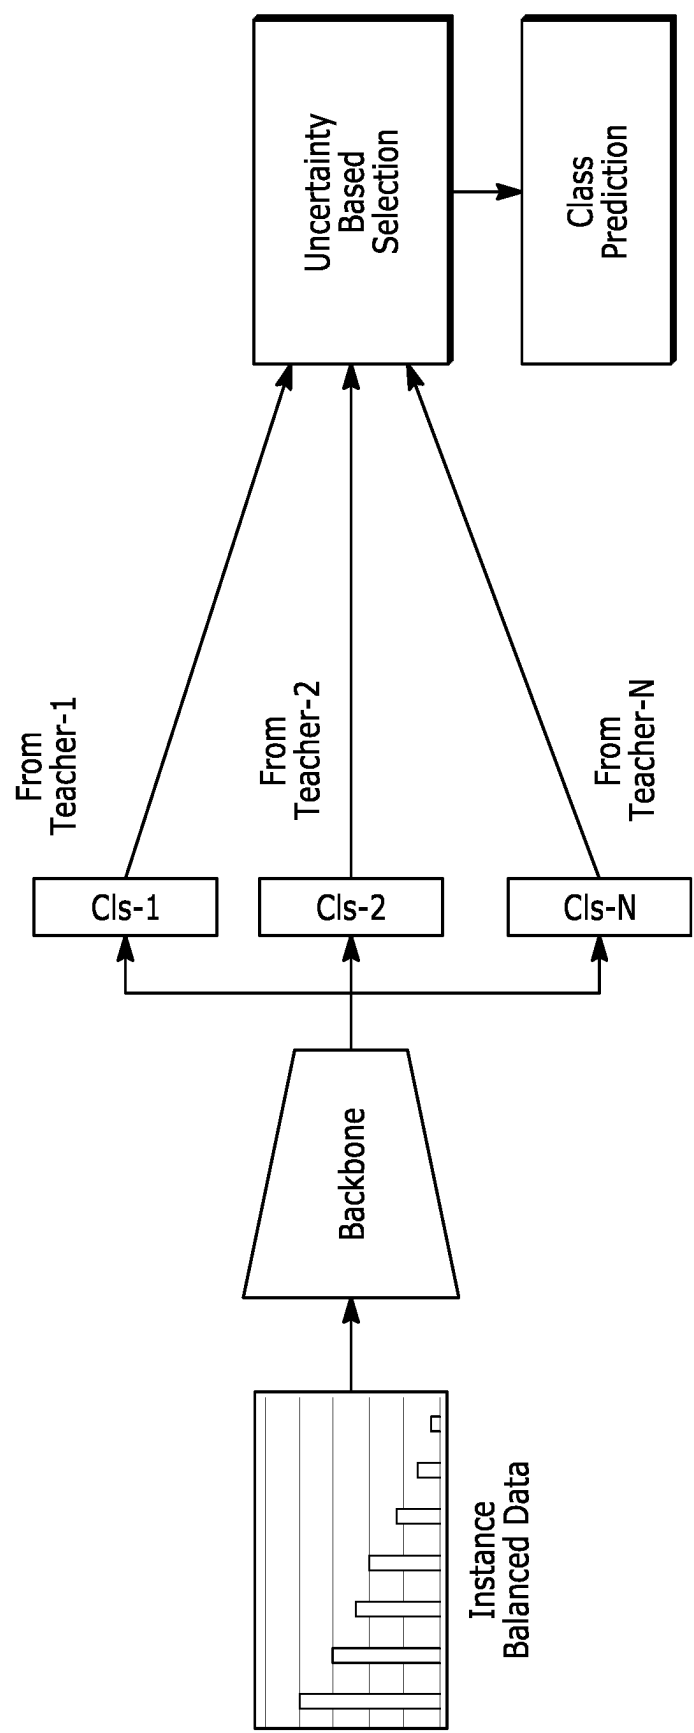 Instance
Balanced Data
Backbone
Cls-1
Cls-2
Cls-N
From
Teacher-1
From
Teacher-2
From
Teacher-N
Uncertainty
Based
Selection
Class
Prediction